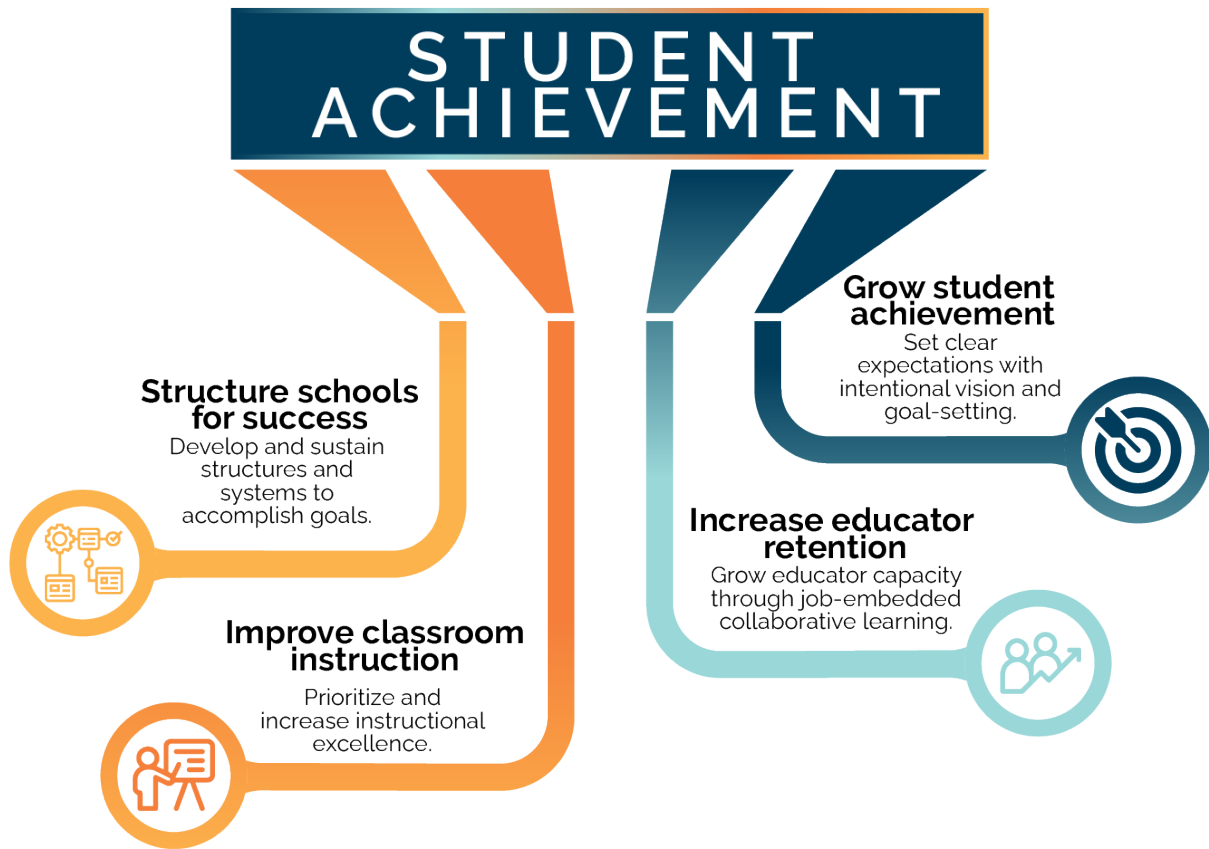 STUDENT
ACHIEVEMENT
Grow student
achievement
Set clear
expectations with
intentional vision and
goal-setting.
Structure schools
for success
Develop and sustain
structures and
systems to
accomplish goals.
Increase educator
retention
Grow educator capacity
through job-embedded
collaborative learning.
Improve classroom
instruction
Prioritize and
increase instructional
excellence.